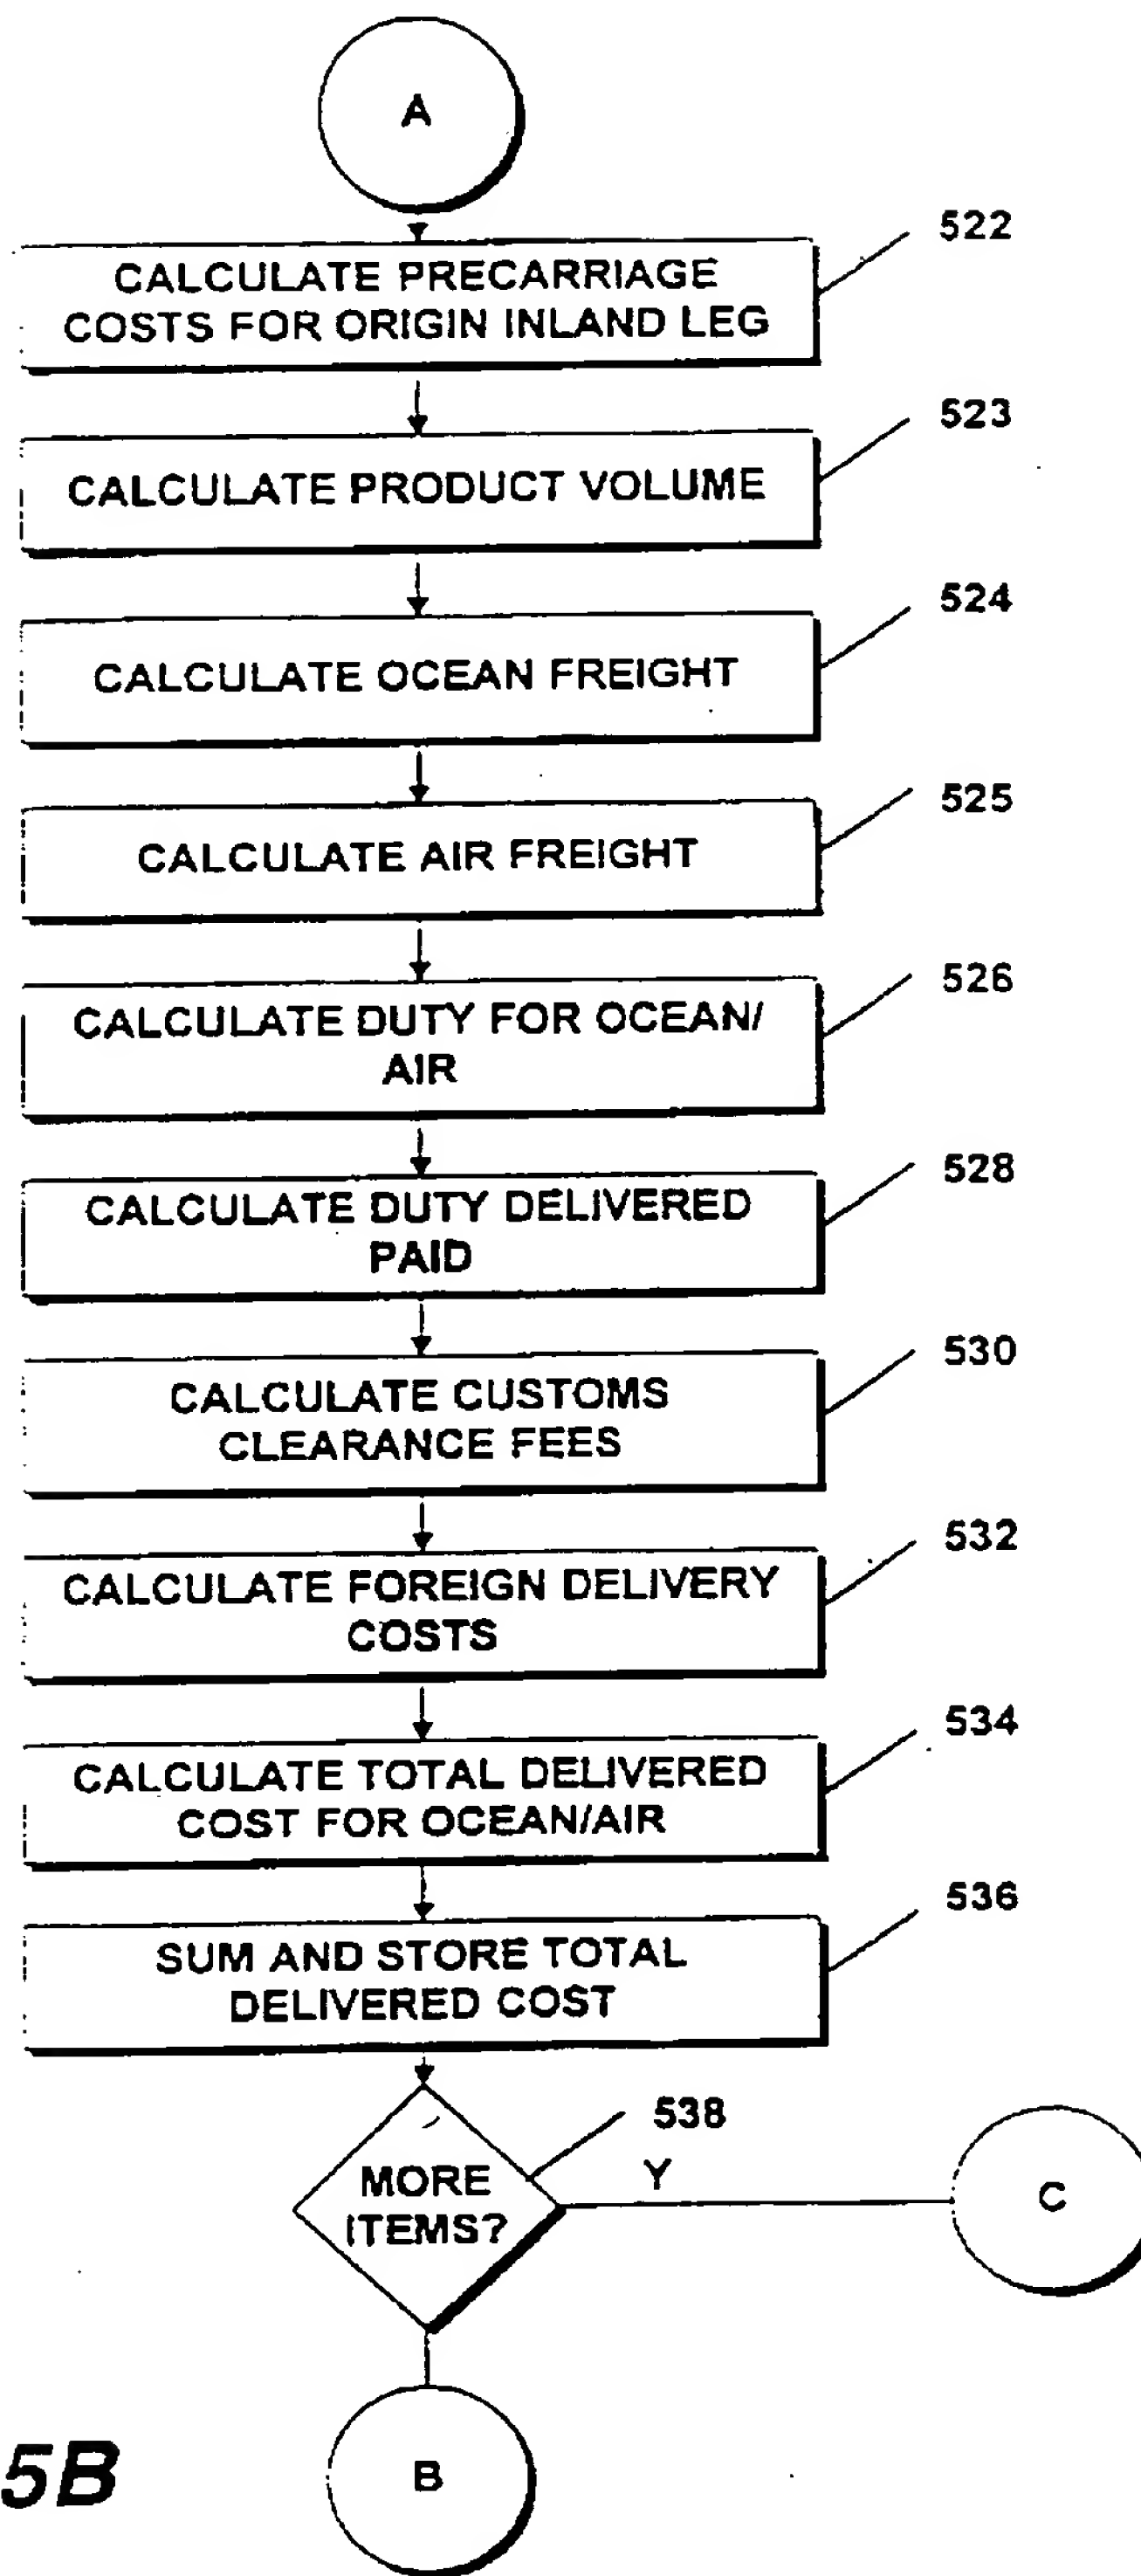 A
522
CALCULATE PRECARRIAGE
COSTS FOR ORIGIN INLAND LEG
523
CALCULATE PRODUCT VOLUME
524
CALCULATE OCEAN FREIGHT
525
CALCULATE AIR FREIGHT
526
CALCULATE DUTY FOR OCEAN/
AIR
528
CALCULATE DUTY DELIVERED
PAID
530
CALCULATE CUSTOMS
CLEARANCE FEES
532
CALCULATE FOREIGN DELIVERY
COSTS
534
CALCULATE TOTAL DELIVERED
COST FOR OCEAN/AIR
536
SUM AND STORE TOTAL
DELIVERED COST
538
MORE
ITEMS?
Y
C
B
5B